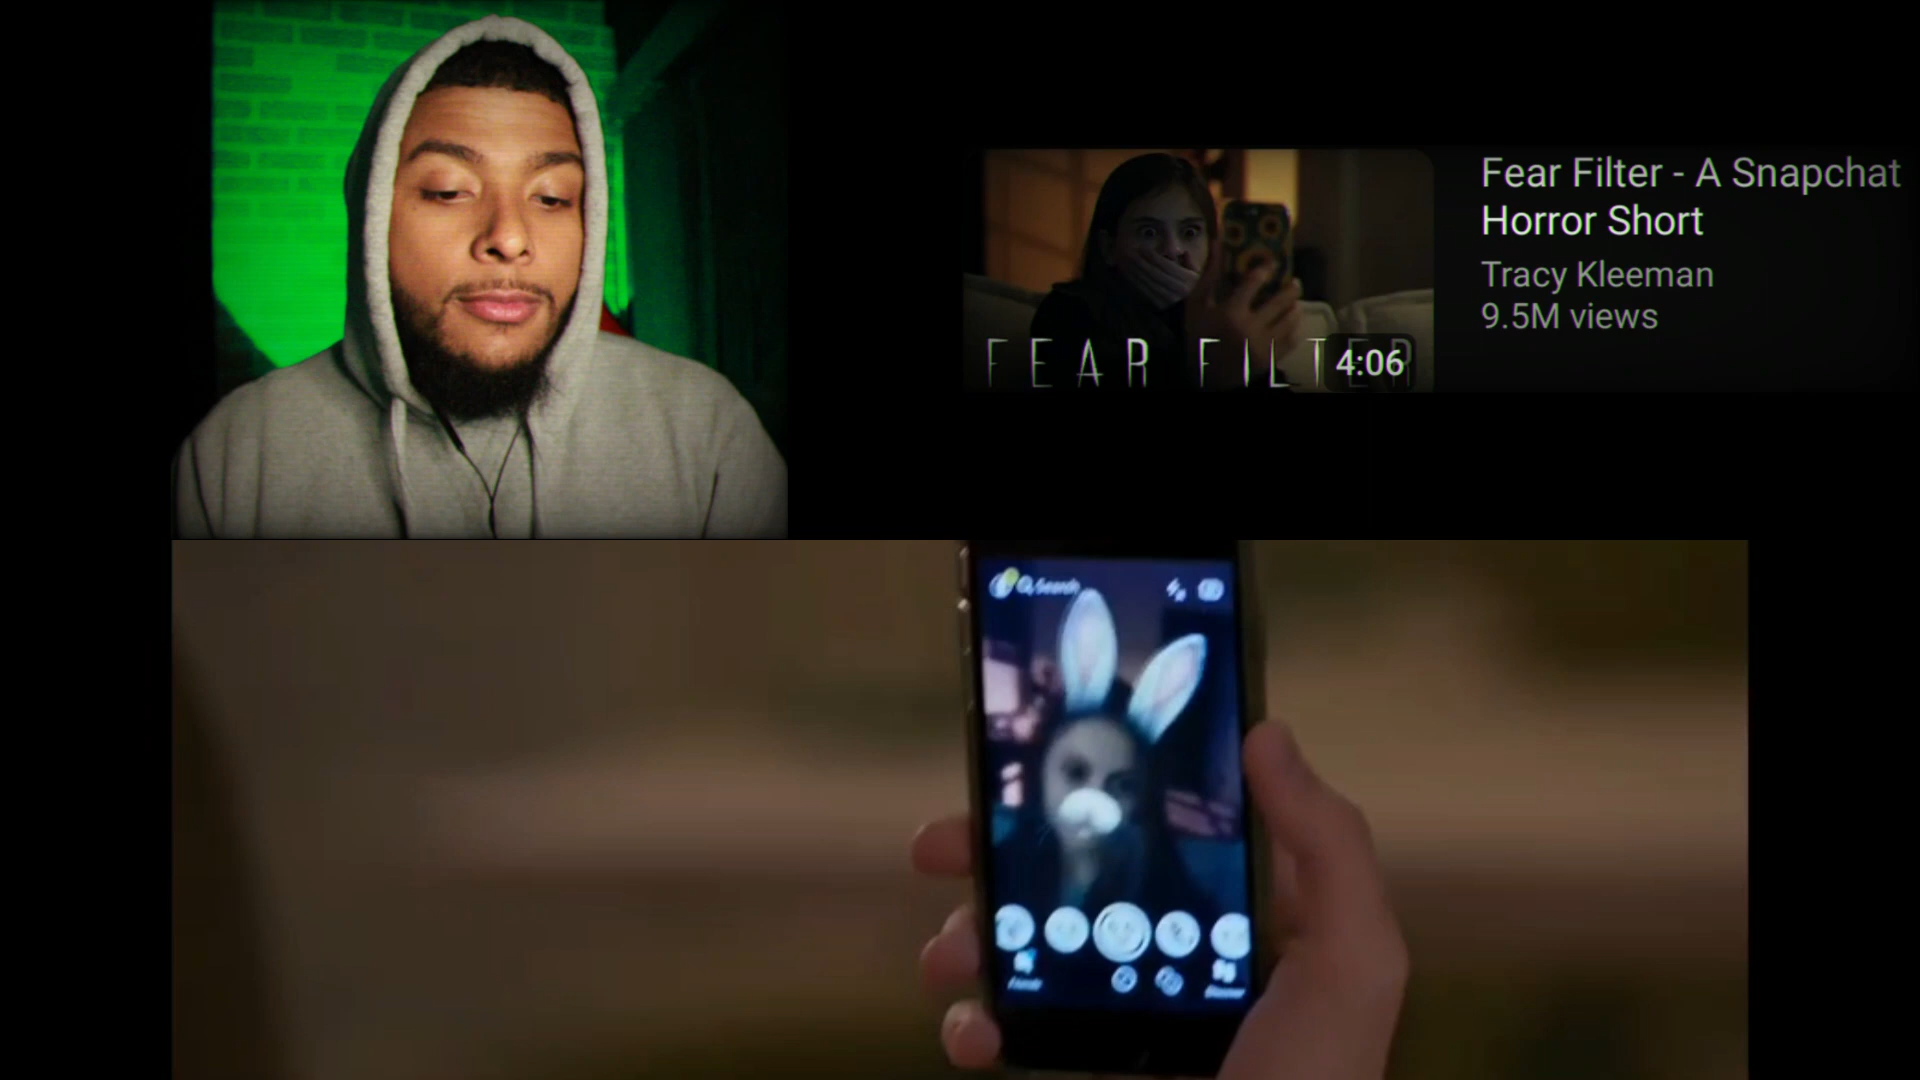 Fear Filter - A Snapchat
Horror Short
Tracy Kleeman
9.5M views
FEAR FILTER
4:06
Search